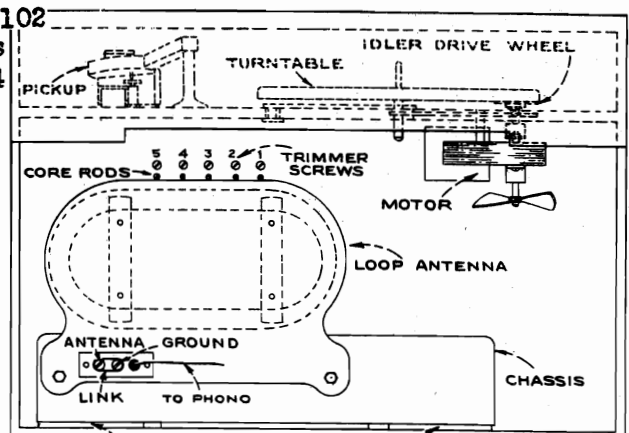 102
IDLER DRIVE WHEEL
TURNTABLE
PICKUP
5 4 3 2 1
TRIMMER
SCREWS
CORE RODS
MOTOR
LOOP ANTENNA
ANTENNA
GROUND
CHASSIS
LINK
TO PHONO